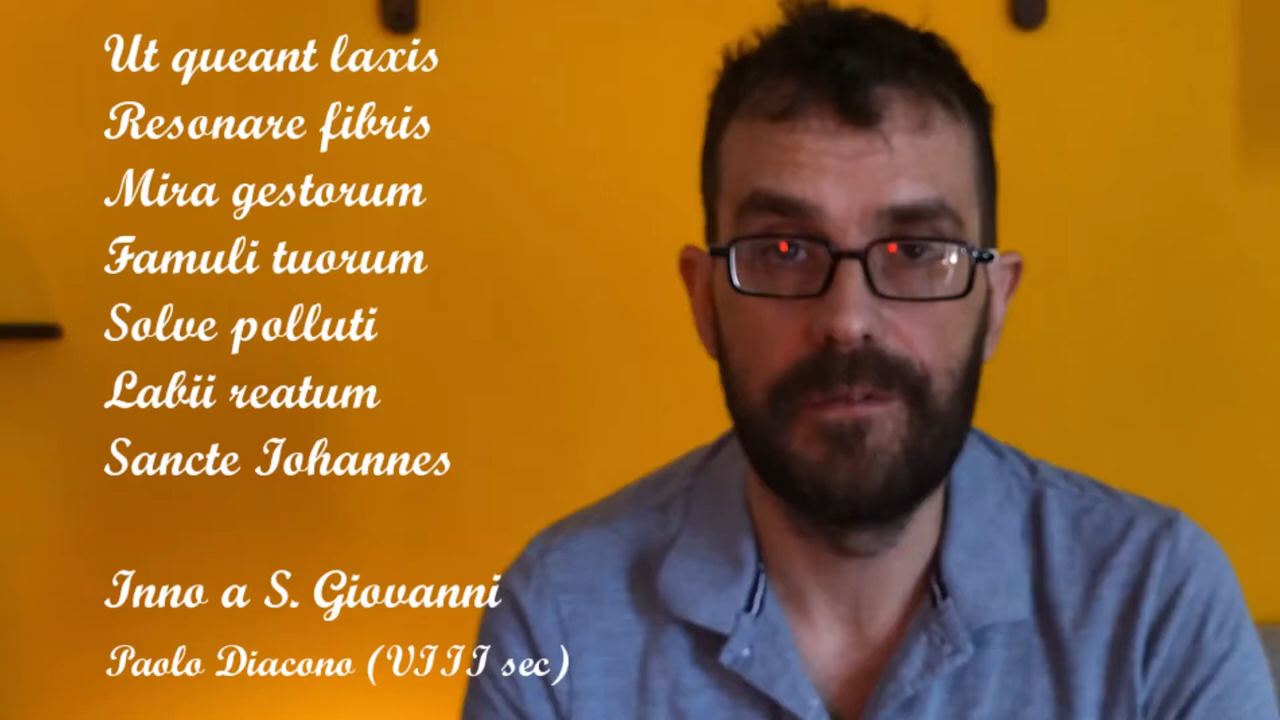 Ut queant laxis
Resonare fibris
Mira gestorum
Famuli tuorum
Solve polluti
Labii reatum
Sancte Iohannes
Inno a S. Giovanni
Paolo Diacono (VIII sec)